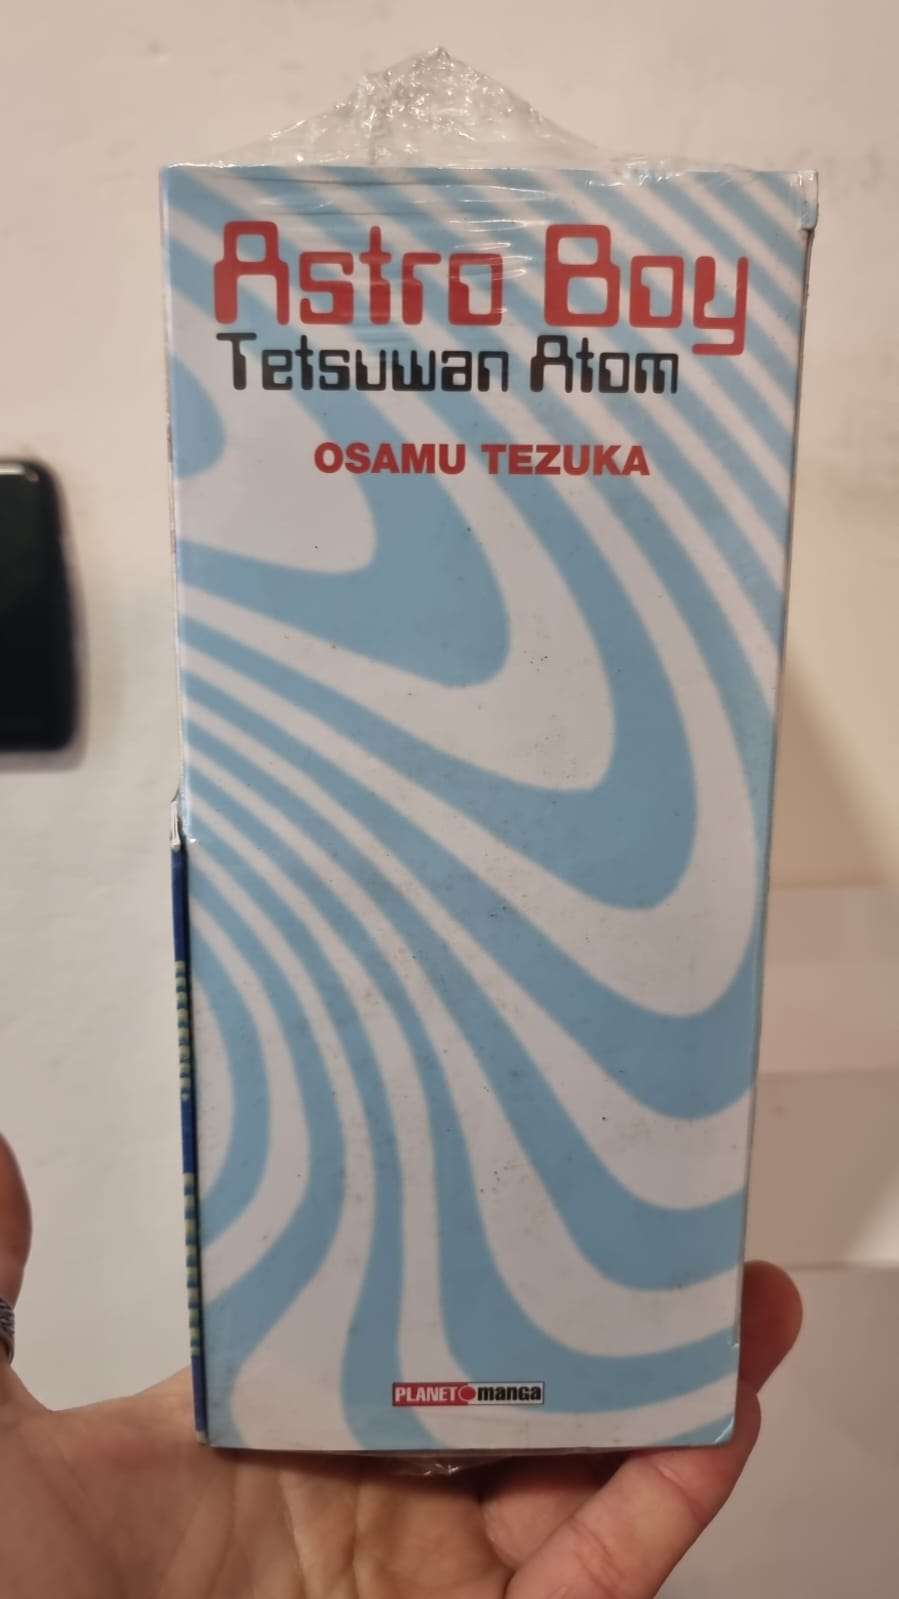 Astro Boy
Tetsuwan Atom
OSAMU TEZUKA
PLANET manga